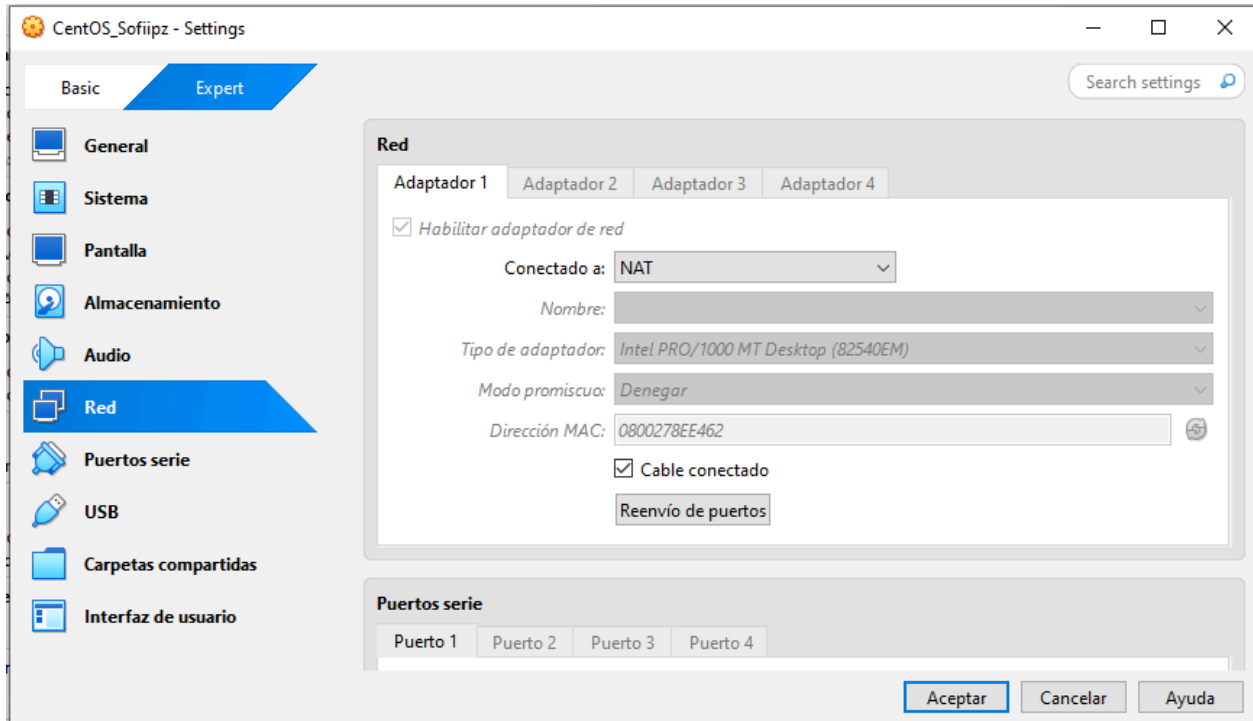 CentOS_Sofiipz - Settings
Basic
Expert
Search settings
General
Sistema
Pantalla
Almacenamiento
Audio
Red
Puertos serie
USB
Carpetas compartidas
Interfaz de usuario
Red
Adaptador 1 Adaptador 2 Adaptador 3 Adaptador 4
Habilitar adaptador de red
Conectado a: NAT
Nombre:
Tipo de adaptador: Intel PRO/1000 MT Desktop (82540EM)
Modo promiscuo: Denegar
Dirección MAC: 0800278EE462
Cable conectado
Reenvío de puertos
Puertos serie
Puerto 1 Puerto 2 Puerto 3 Puerto 4
Aceptar Cancelar Ayuda